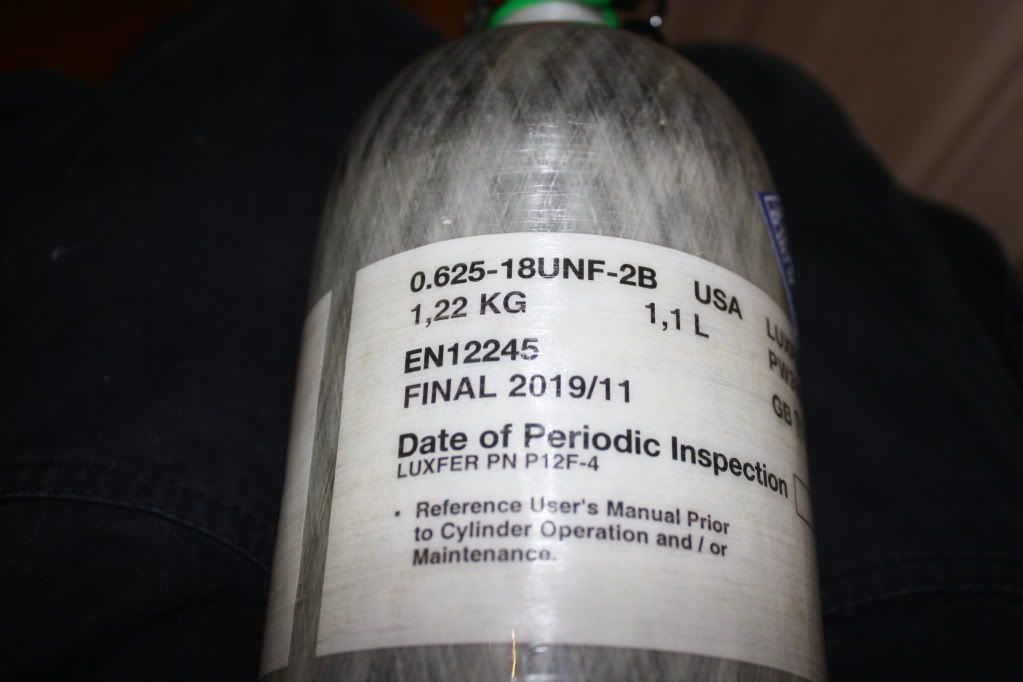 0.625-18UNF-2B USA
1,22 KG 1,1 L
EN12245
FINAL 2019/11
Date of Periodic Inspection
LUXFER PN P12F-4
• Reference User's Manual Prior
to Cylinder Operation and / or
Maintenance.
GB